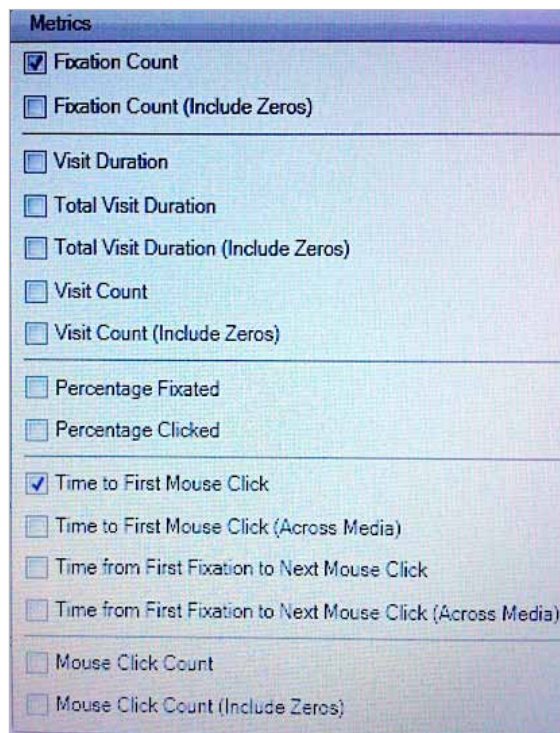 Metrics
Fixation Count
Fixation Count (Include Zeros)
Visit Duration
Total Visit Duration
Total Visit Duration (Include Zeros)
Visit Count
Visit Count (Include Zeros)
Percentage Fixated
Percentage Clicked
Time to First Mouse Click
Time to First Mouse Click (Across Media)
Time from First Fixation to Next Mouse Click
Time from First Fixation to Next Mouse Click (Across Media)
Mouse Click Count
Mouse Click Count (Include Zeros)